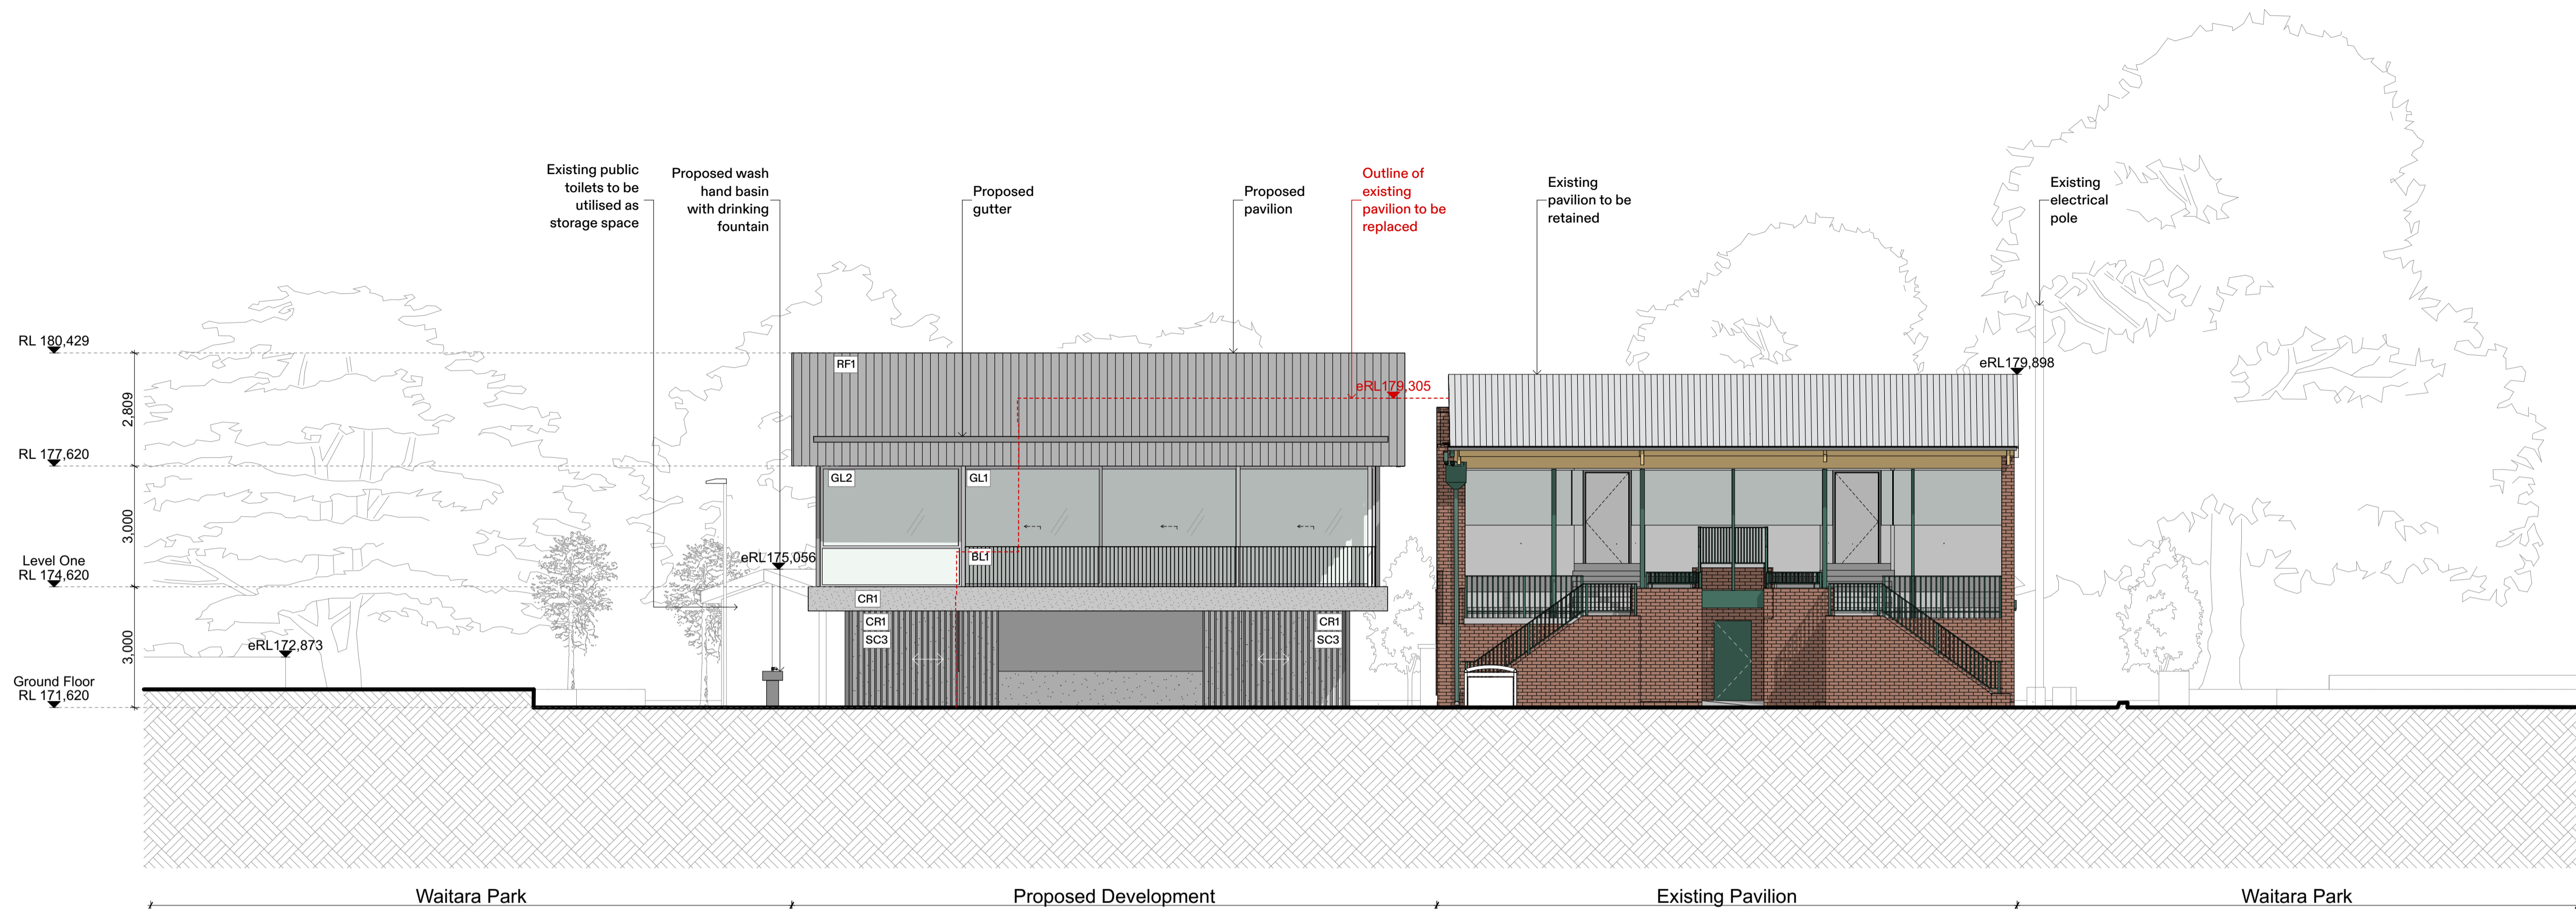 Existing public
toilets to be
utilised as
storage space
Proposed wash
hand basin
with drinking
fountain
Proposed
gutter
Proposed
pavilion
Outline of
existing
pavilion to be
replaced
Existing
pavilion to be
retained
Existing
electrical
pole
RL 180,429
2,809
RL 177,620
3,000
Level One
RL 174,620
3,000
Ground Floor
RL 171,620
eRL172,873
eRL175,056
RF1
eRL179,305
eRL179,898
GL2
GL1
BL1
CR1
CR1
SC3
CR1
SC3
Waitara Park
Proposed Development
Existing Pavilion
Waitara Park